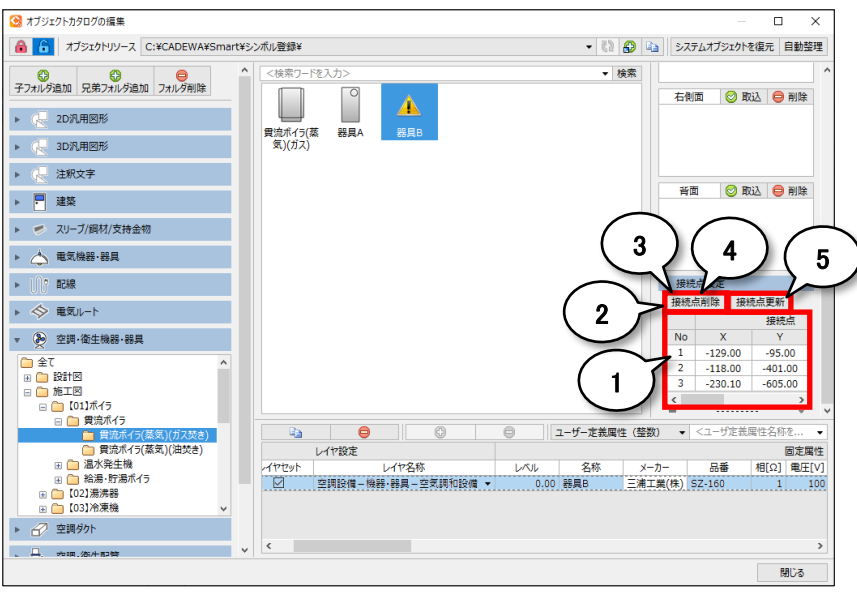 オブジェクトカタログの編集
オブジェクトリソース C:¥CADEWA¥Smart¥シンボル登録¥
システムオブジェクトを復元 自動整理
子フォルダ追加 兄弟フォルダ追加 フォルダ削除
<検索ワードを入力> 検索
2D汎用図形
3D汎用図形
注釈文字
建築
スリーブ/鋼材/支持金物
電気機器・器具
配線
電気ルート
空調・衛生機器・器具
全て
設計図
施工図
【01】ボイラ
貫流ボイラ
貫流ボイラ(蒸気)(ガス焚き)
貫流ボイラ(蒸気)(油焚き)
温水発生機
給湯・貯湯ボイラ
【02】湯沸器
【03】冷凍機
空調ダクト
空調・衛生配管
貫流ボイラ(蒸
気)(ガス)
器具A
器具B
右側面 取込 削除
背面 取込 削除
3
4
5
2
1
接続点削除 接続点更新
接続点
No X Y
1 -129.00 -95.00
2 -118.00 -401.00
3 -230.10 -605.00
ユーザー定義属性 (整数) <ユーザ定義属性名称を...
レイヤ設定 固定属性
イヤセット レイヤ名称 レベル 名称 メーカー 品番 相[Ω] 電圧[V]
空調設備－機器・器具－空気調和設備 0.00 器具B 三浦工業(株) SZ-160 1 100
閉じる